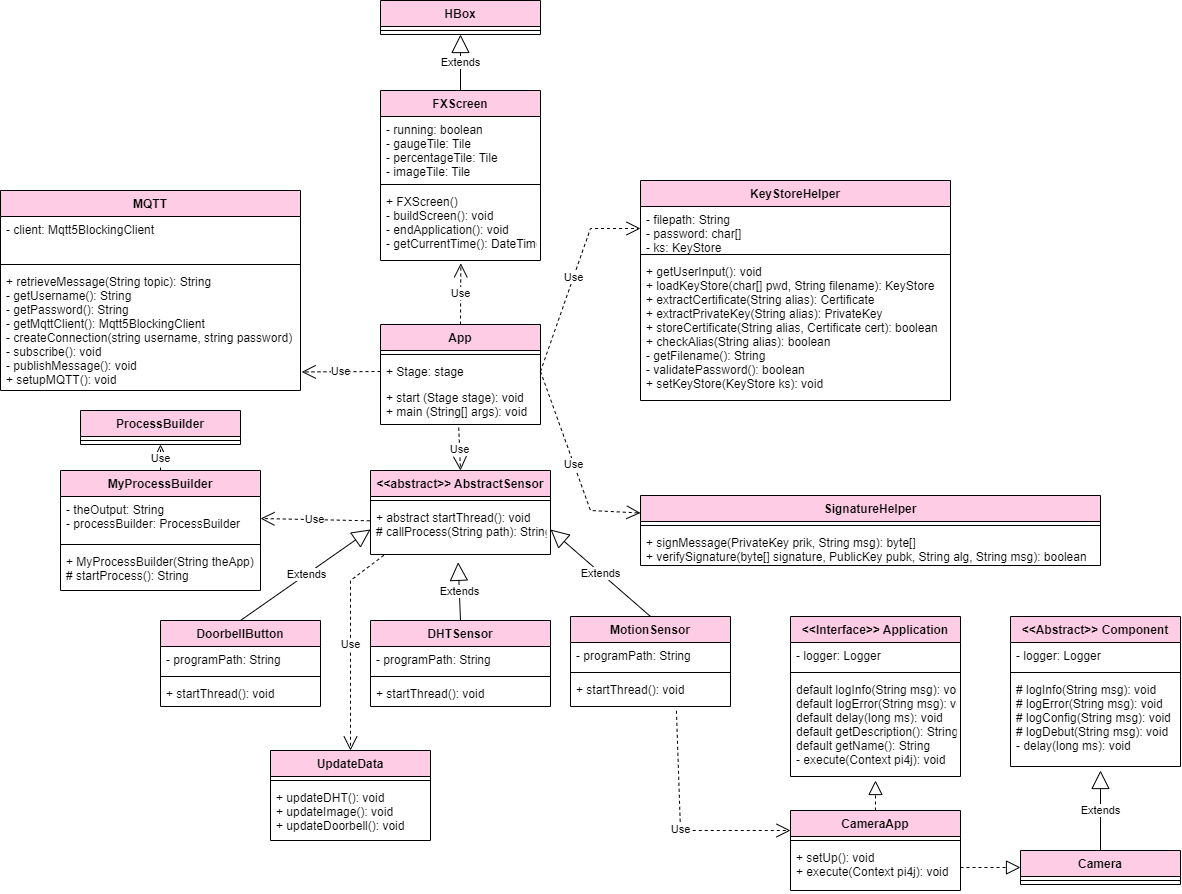 HBox
Extends
FXScreen
- running: boolean
- gaugeTile: Tile
- percentageTile: Tile
- imageTile: Tile
+ FXScreen()
- buildScreen(): void
- endApplication(): void
- getCurrentTime(): DateTim
MQTT
- client: Mqtt5BlockingClient
+ retrieveMessage(String topic): String
- getUsername(): String
- getPassword(): String
- getMqttClient(): Mqtt5BlockingClient
- createConnection(string username, string password)
- subscribe(): void
- publishMessage(): void
+ setupMQTT(): void
KeyStoreHelper
- filepath: String
- password: char[]
- ks: KeyStore
+ getUserInput(): void
+ loadKeyStore(char[] pwd, String filename): KeyStore
+ extractCertificate(String alias): Certificate
+ extractPrivateKey(String alias): PrivateKey
+ storeCertificate(String alias, Certificate cert): boolean
+ checkAlias(String alias): boolean
- getFilename(): String
- validatePassword(): boolean
+ setKeyStore(KeyStore ks): void
Use
Use
App
+ Stage: stage
+ start (Stage stage): void
+ main (String[] args): void
Use
Use
Use
ProcessBuilder
Use
MyProcessBuilder
- theOutput: String
- processBuilder: ProcessBuilder
+ MyProcessBuilder(String theApp)
# startProcess(): String
Use
<<abstract>> AbstractSensor
+ abstract startThread(): void
# callProcess(String path): String
SignatureHelper
+ signMessage(PrivateKey prik, String msg): byte[]
+ verifySignature(byte[] signature, PublicKey pubk, String alg, String msg): boolean
Extends
Extends
Extends
DoorbellButton
- programPath: String
+ startThread(): void
Use
DHTSensor
- programPath: String
+ startThread(): void
MotionSensor
- programPath: String
+ startThread(): void
<<Interface>> Application
- logger: Logger
default logInfo(String msg): vo
default logError(String msg): v
default delay(long ms): void
default getDescription(): String
default getName(): String
- execute(Context pi4j): void
<<Abstract>> Component
- logger: Logger
# logInfo(String msg): void
# logError(String msg): void
# logConfig(String msg): void
# logDebut(String msg): void
- delay(long ms): void
UpdateData
+ updateDHT(): void
+ updateImage(): void
+ updateDoorbell(): void
Use
CameraApp
+ setUp(): void
+ execute(Context pi4j): void
Extends
Camera